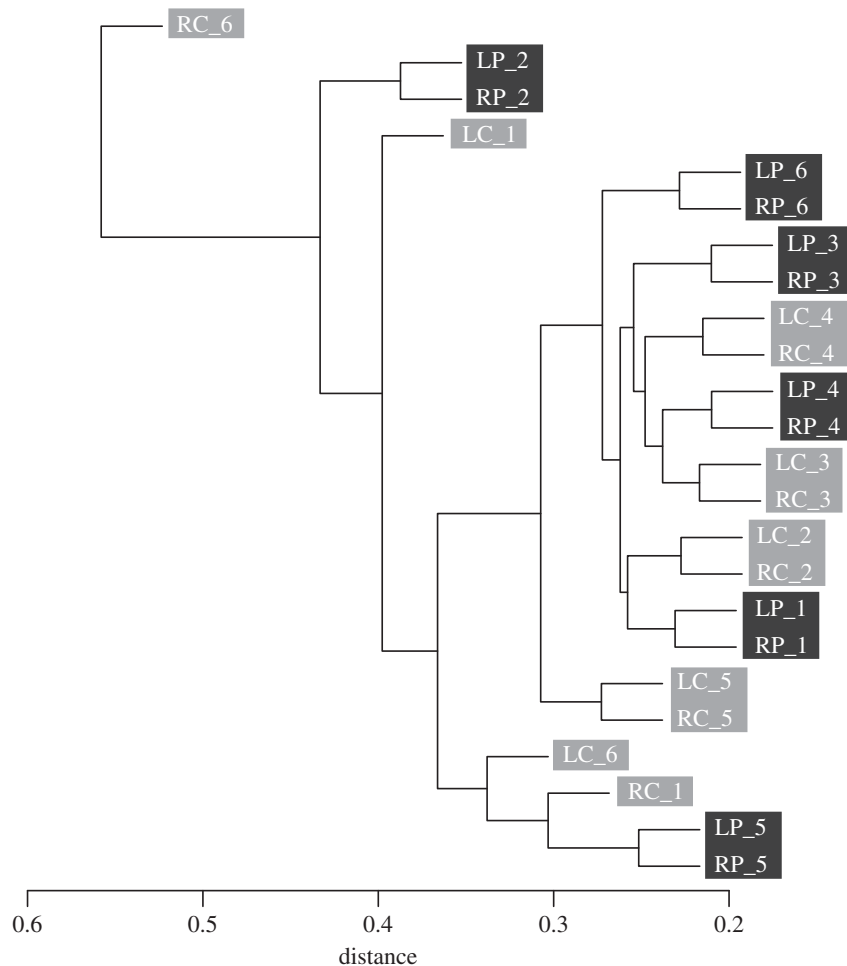 RC_6
LP_2
RP_2
LC_1
LP_6
RP_6
LP_3
RP_3
LC_4
RC_4
LP_4
RP_4
LC_3
RC_3
LC_2
RC_2
LP_1
RP_1
LC_5
RC_5
LC_6
RC_1
LP_5
RP_5
0.6 0.5 0.4 0.3 0.2
distance